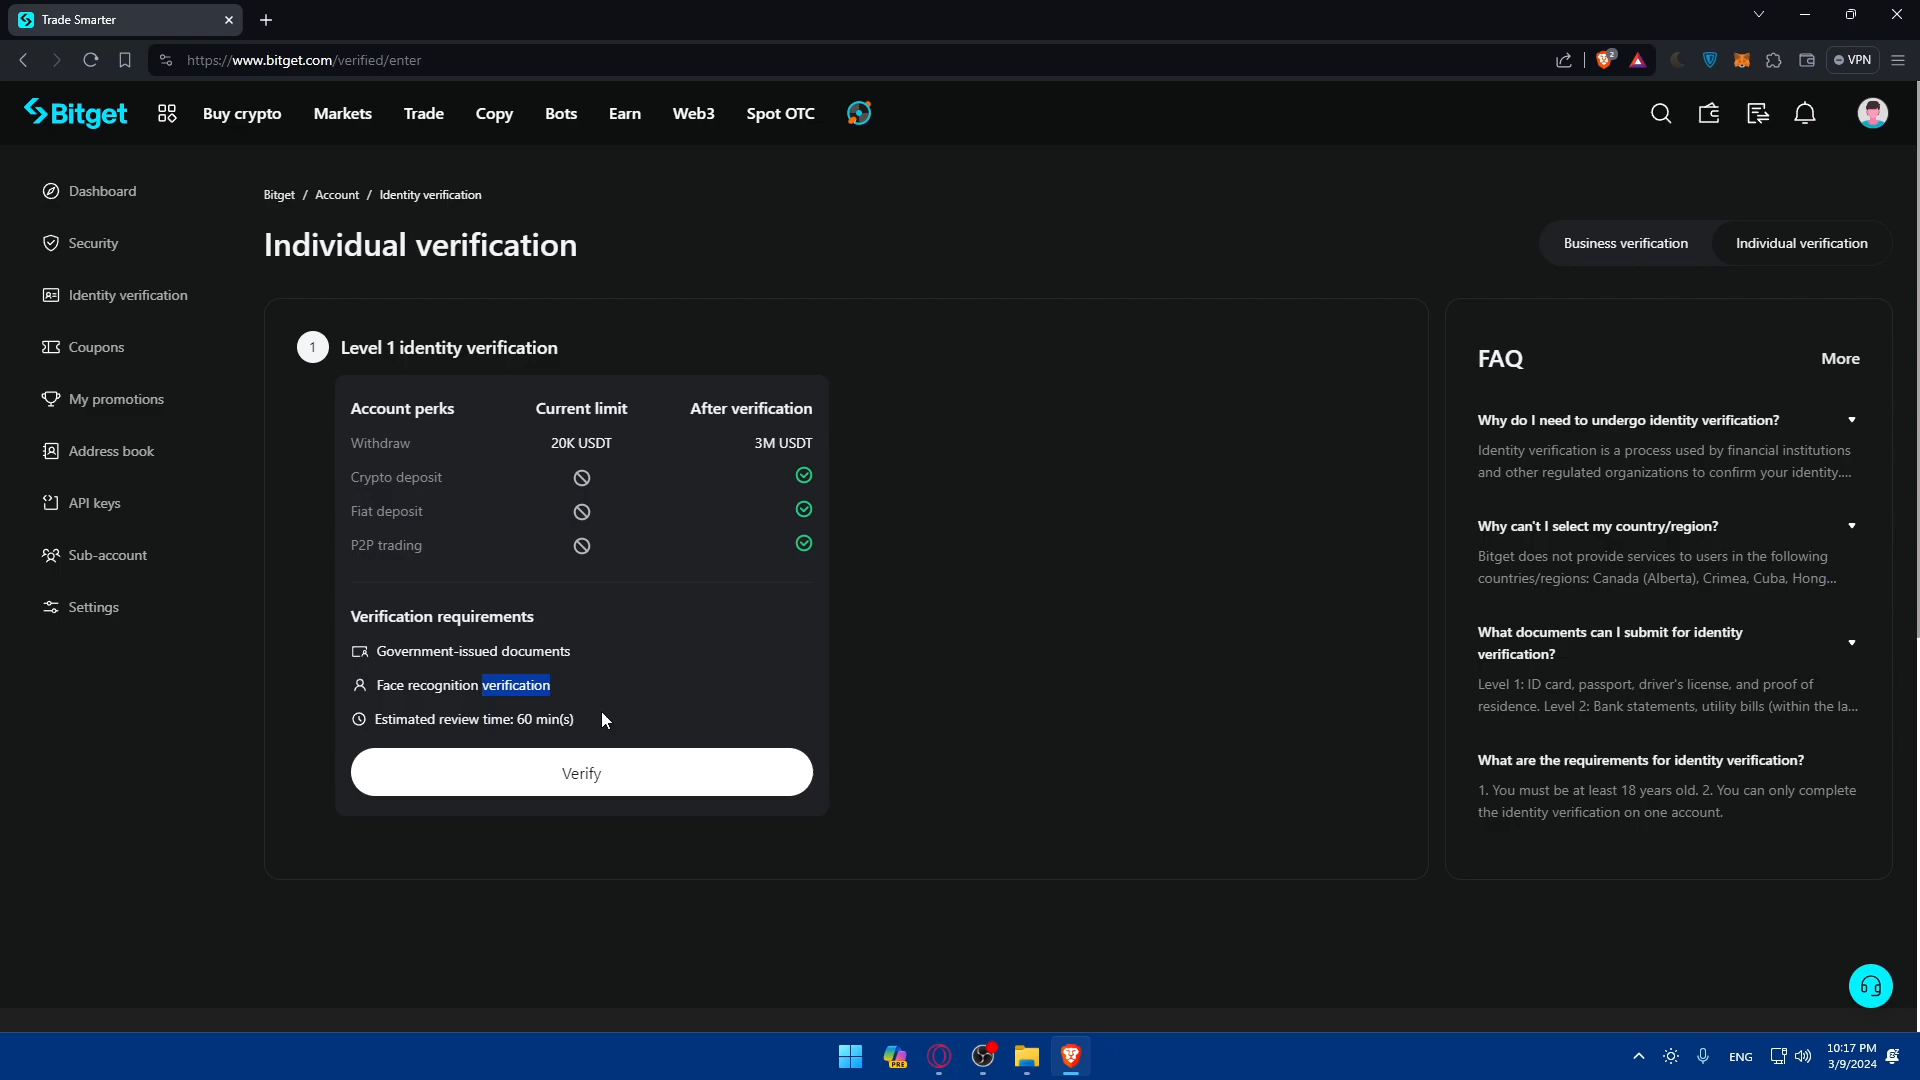 Trade Smarter
https://www.bitget.com/verified/enter
2
VPN
Bitget
Buy crypto
Markets
Trade
Copy
Bots
Earn
Web3
Spot OTC
Dashboard
Security
Identity verification
Coupons
My promotions
Address book
API keys
Sub-account
Settings
Bitget / Account / Identity verification
Individual verification
Business verification
Individual verification
1 Level 1 identity verification
Account perks Current limit After verification
Withdraw 20K USDT 3M USDT
Crypto deposit
Fiat deposit
P2P trading
Verification requirements
Government-issued documents
Face recognition verification
Estimated review time: 60 min(s)
Verify
FAQ
More
Why do I need to undergo identity verification?
Identity verification is a process used by financial institutions
and other regulated organizations to confirm your identity....
Why can't I select my country/region?
Bitget does not provide services to users in the following
countries/regions: Canada (Alberta), Crimea, Cuba, Hong...
What documents can I submit for identity
verification?
Level 1: ID card, passport, driver's license, and proof of
residence. Level 2: Bank statements, utility bills (within the la...
What are the requirements for identity verification?
1. You must be at least 18 years old. 2. You can only complete
the identity verification on one account.
PRE
ENG
10:17 PM
3/9/2024